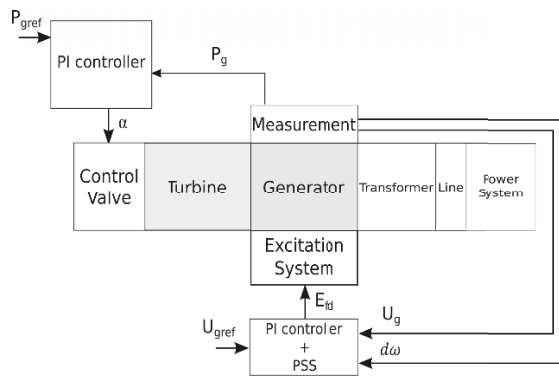 P_gref
PI controller
P_g
α
Measurement
Control
Valve
Turbine
Generator
Transformer
Line
Power
System
Excitation
System
E_fd
U_gref
PI controller
+
PSS
U_g
dω